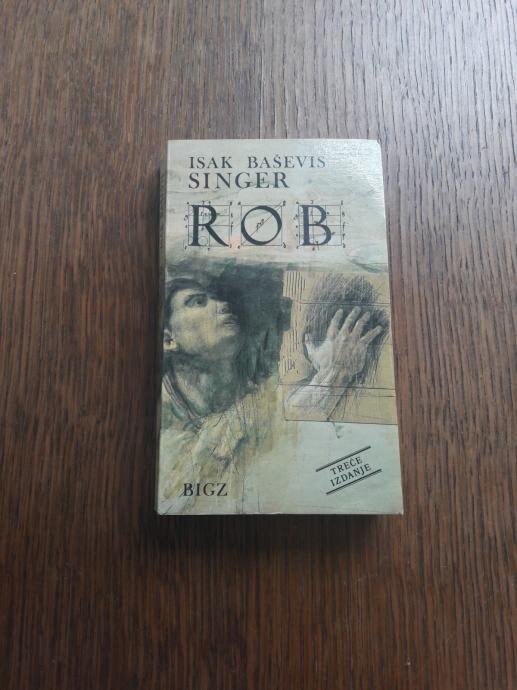 ISAK BAŠEVIS
SINGER
ROB
TREĆE
IZDANJE
BIGZ